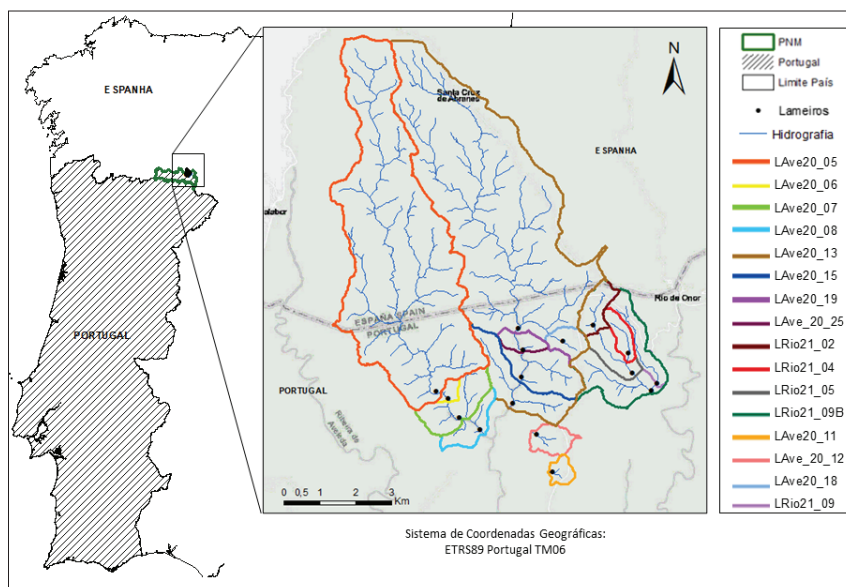 E SPANHA
PORTUGAL
N
Santa Cruz
de Abranes
E SPANHA
Rio de Onor
ESPAÑA SPAIN
PORTUGAL
PORTUGAL
Ribeira de
Aveleda
0 0,5 1 2 3
Km
Sistema de Coordenadas Geográficas:
ETRS89 Portugal TM06
PNM
Portugal
Limite País
Lameiros
Hidrografia
LAve20_05
LAve20_06
LAve20_07
LAve20_08
LAve20_13
LAve20_15
LAve20_19
LAve_20_25
LRio21_02
LRio21_04
LRio21_05
LRio21_09B
LAve20_11
LAve_20_12
LAve20_18
LRio21_09